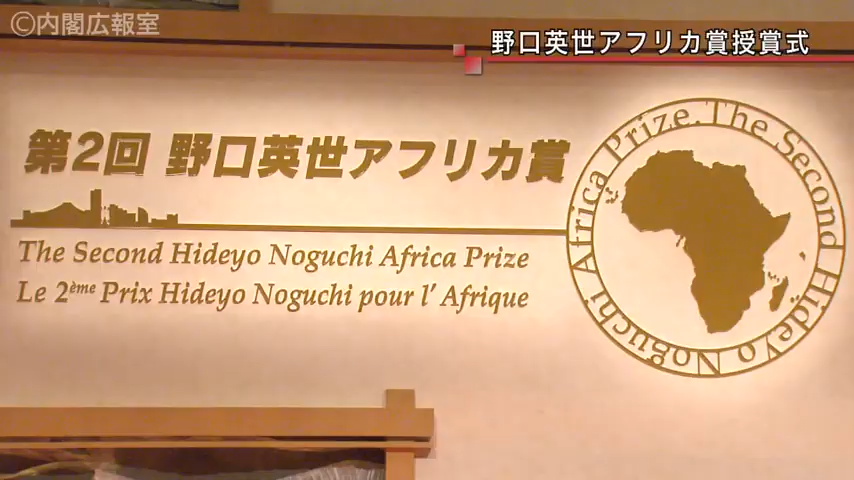 ©内閣広報室
野口英世アフリカ賞授賞式
第2回 野口英世アフリカ賞
The Second Hideyo Noguchi Africa Prize
Le 2ème Prix Hideyo Noguchi pour l'Afrique
The Second Hideyo Noguchi Africa Prize.